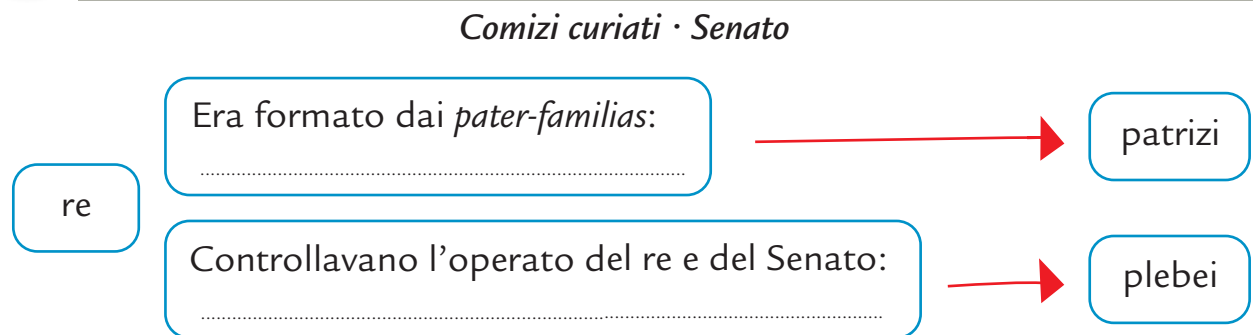 Comizi curiati · Senato
Era formato dai pater-familias:
patrizi
re
Controllavano l'operato del re e del Senato:
plebei